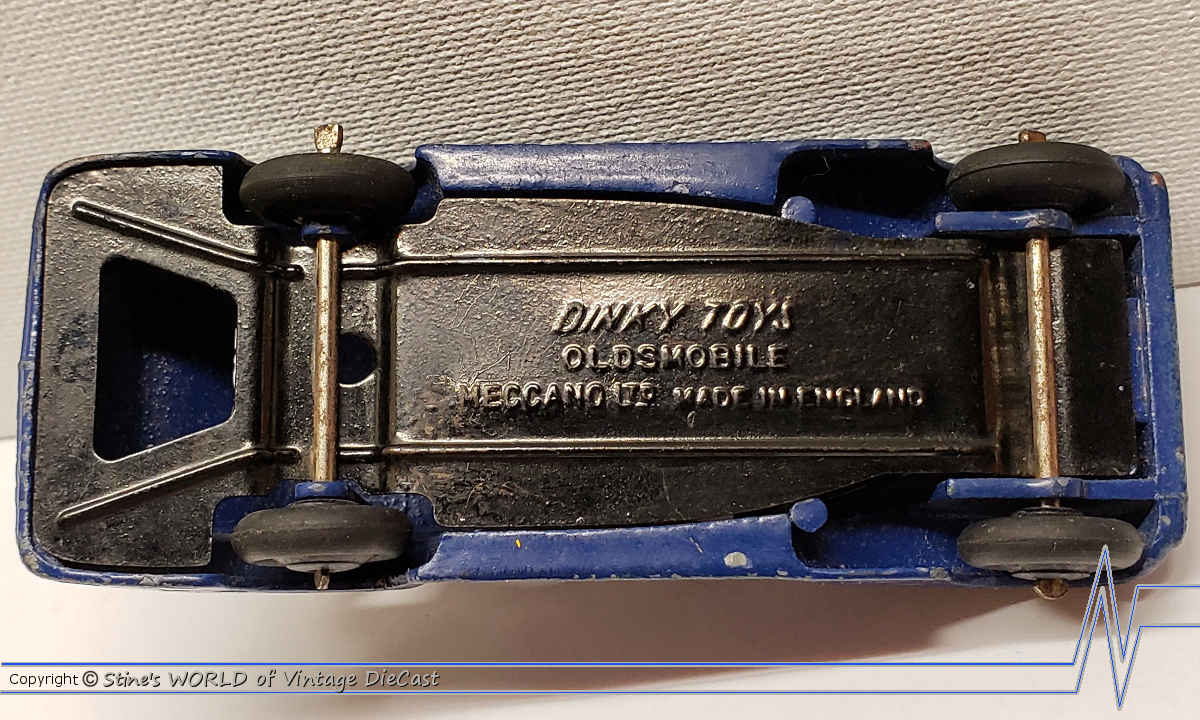 DINKY TOYS
OLDSMOBILE
MECCANO LTD MADE IN ENGLAND
Copyright © Stine's WORLD of Vintage DieCast